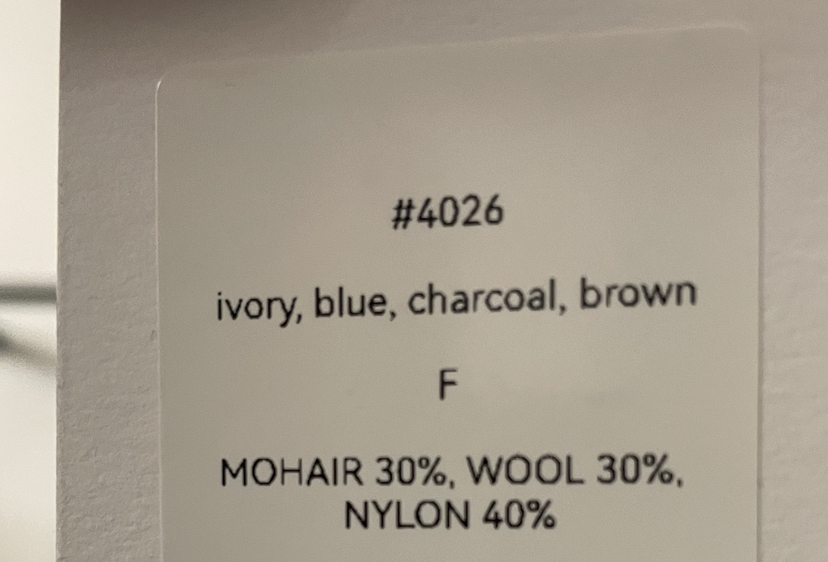 #4026
ivory, blue, charcoal, brown
F
MOHAIR 30%, WOOL 30%,
NYLON 40%